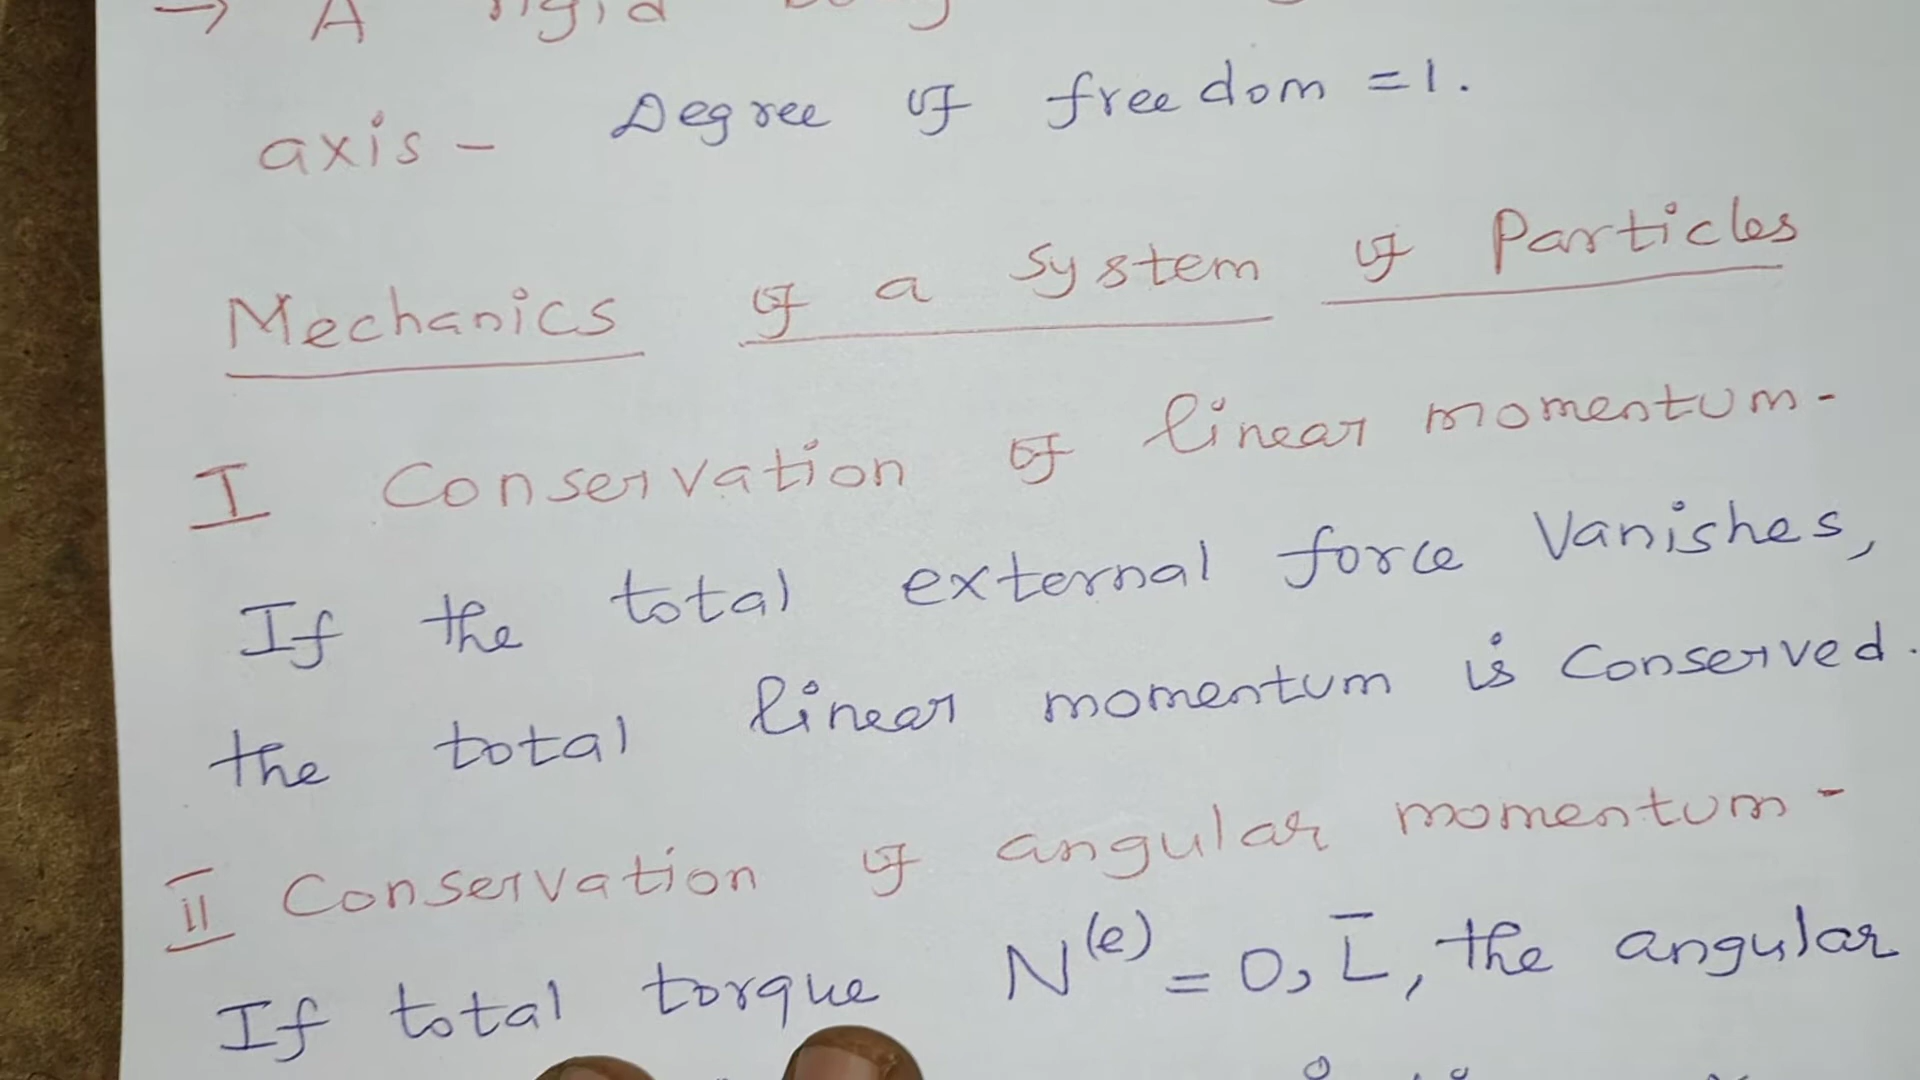 → A rigid
axis - Degree of freedom = 1.
Mechanics of a system of Particles
I Conservation of linear momentum -
If the total external force Vanishes,
the total linear momentum is Conserved.
II Conservation of angular momentum -
If total torque N^(e) = 0, L̄, the angular